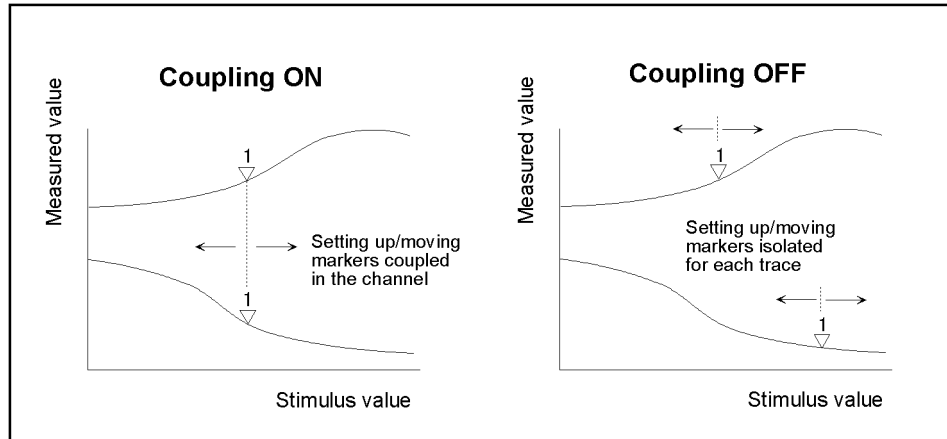 Coupling ON
Measured value
1
Setting up/moving
markers coupled
in the channel
1
Stimulus value
Coupling OFF
Measured value
1
Setting up/moving
markers isolated
for each trace
1
Stimulus value